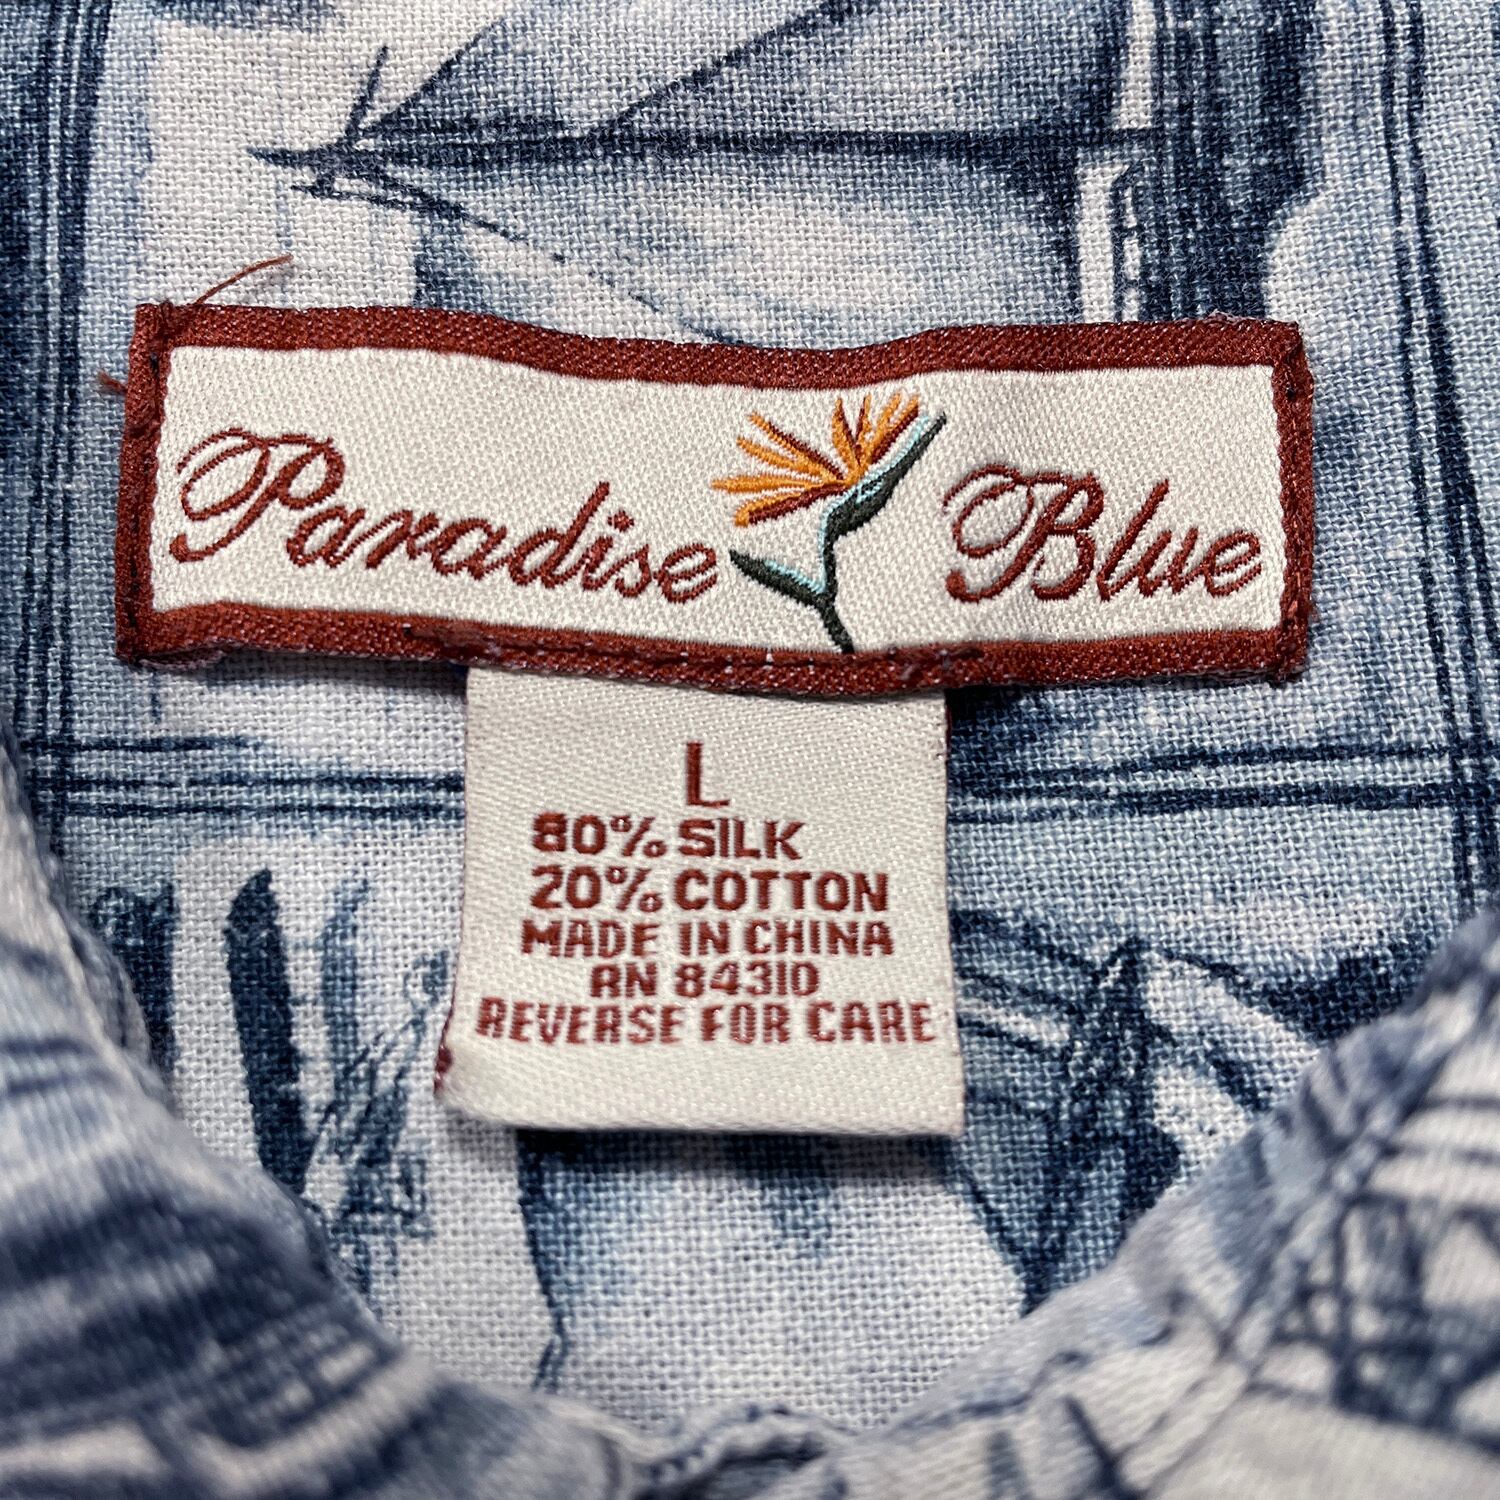 Paradise Blue
L
80% SILK
20% COTTON
MADE IN CHINA
RN 84310
REVERSE FOR CARE